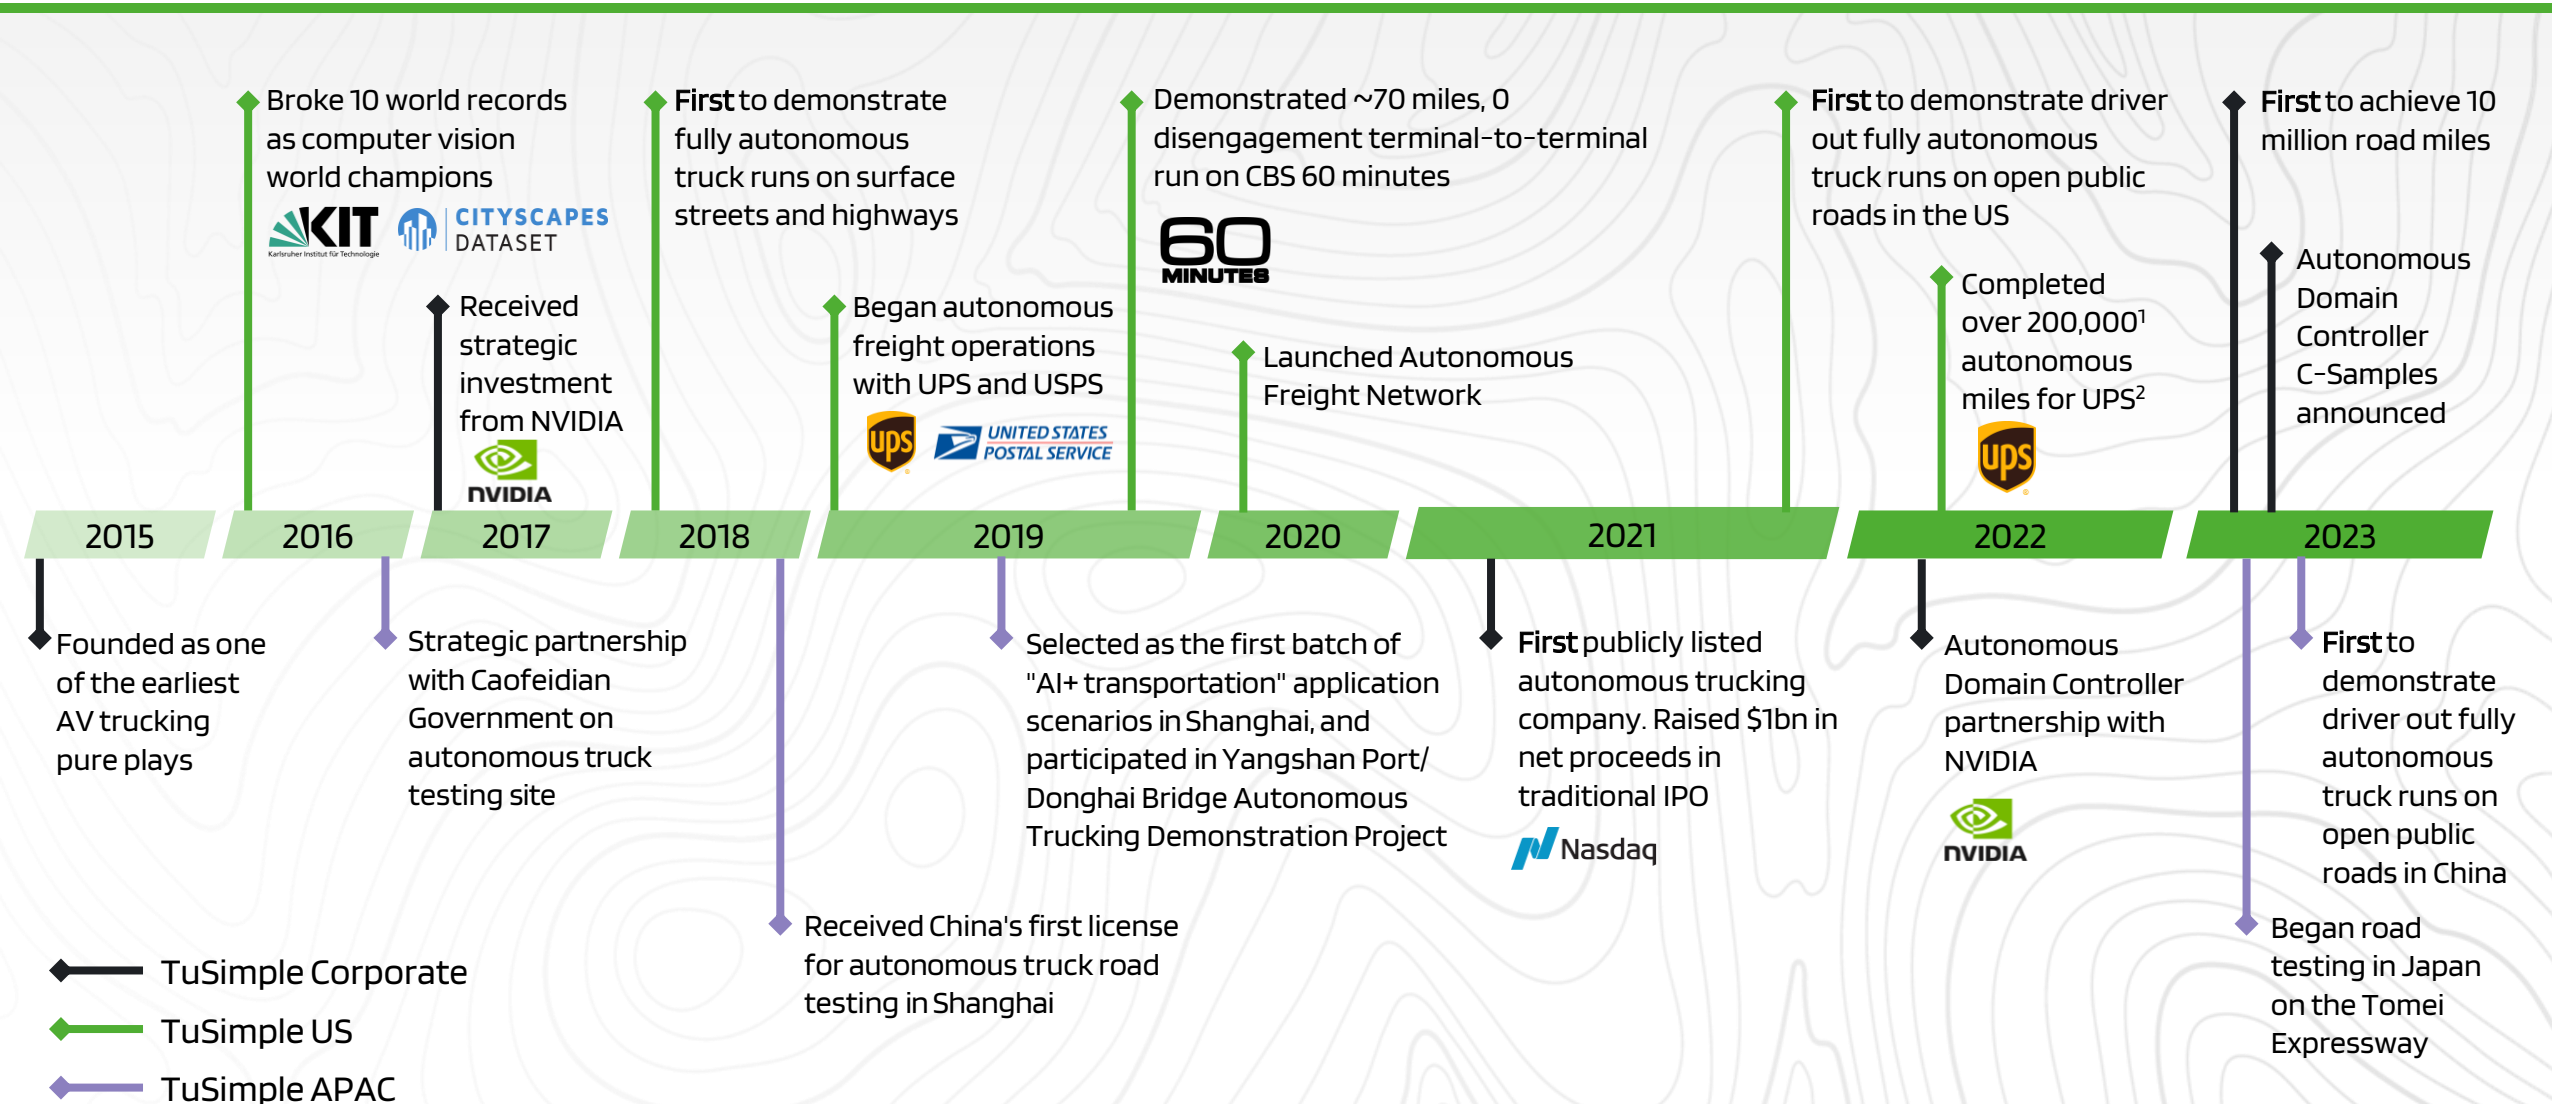 Broke 10 world records
as computer vision
world champions
KIT
Karlsruher Institut für Technologie
CITYSCAPES
DATASET
Received
strategic
investment
from NVIDIA
NVIDIA
First to demonstrate
fully autonomous
truck runs on surface
streets and highways
Began autonomous
freight operations
with UPS and USPS
ups
UNITED STATES
POSTAL SERVICE
Demonstrated ~70 miles, 0
disengagement terminal-to-terminal
run on CBS 60 minutes
60
MINUTES
Launched Autonomous
Freight Network
First to demonstrate driver
out fully autonomous
truck runs on open public
roads in the US
Completed
over 200,000¹
autonomous
miles for UPS²
ups
First to achieve 10
million road miles
Autonomous
Domain
Controller
C-Samples
announced
2015
2016
2017
2018
2019
2020
2021
2022
2023
Founded as one
of the earliest
AV trucking
pure plays
Strategic partnership
with Caofeidian
Government on
autonomous truck
testing site
Received China's first license
for autonomous truck road
testing in Shanghai
Selected as the first batch of
"AI+ transportation" application
scenarios in Shanghai, and
participated in Yangshan Port/
Donghai Bridge Autonomous
Trucking Demonstration Project
First publicly listed
autonomous trucking
company. Raised $1bn in
net proceeds in
traditional IPO
Nasdaq
Autonomous
Domain Controller
partnership with
NVIDIA
NVIDIA
First to
demonstrate
driver out fully
autonomous
truck runs on
open public
roads in China
Began road
testing in Japan
on the Tomei
Expressway
TuSimple Corporate
TuSimple US
TuSimple APAC